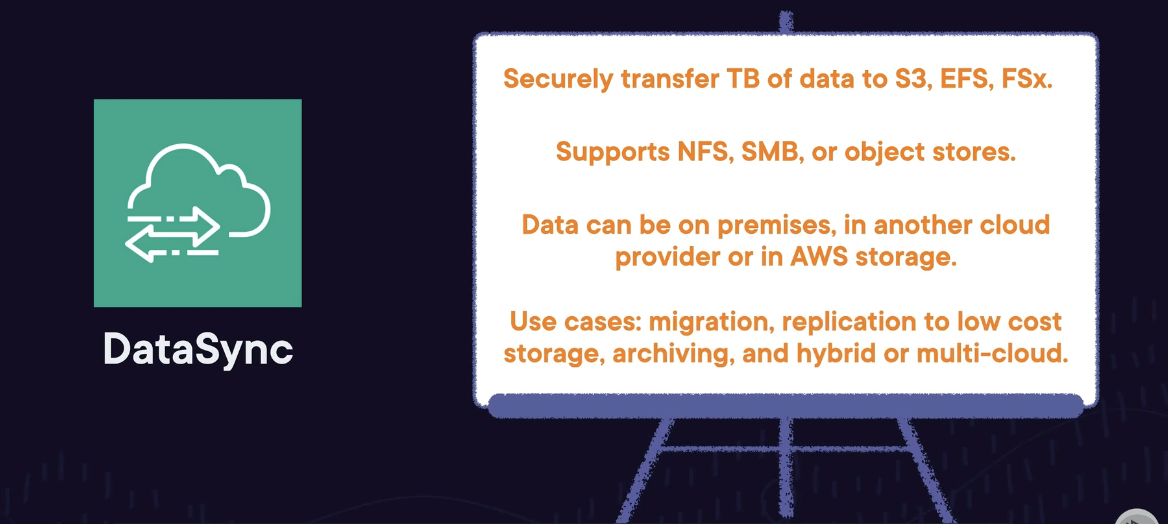 Securely transfer TB of data to S3, EFS, FSx.
Supports NFS, SMB, or object stores.
Data can be on premises, in another cloud
provider or in AWS storage.
Use cases: migration, replication to low cost
storage, archiving, and hybrid or multi-cloud.
DataSync